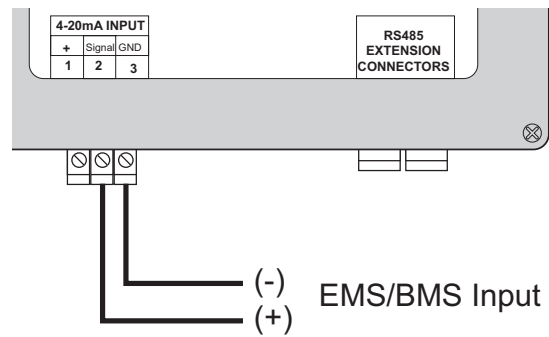 4-20mA INPUT
+ Signal GND
1 2 3
RS485
EXTENSION
CONNECTORS
(-)
(+)
EMS/BMS Input